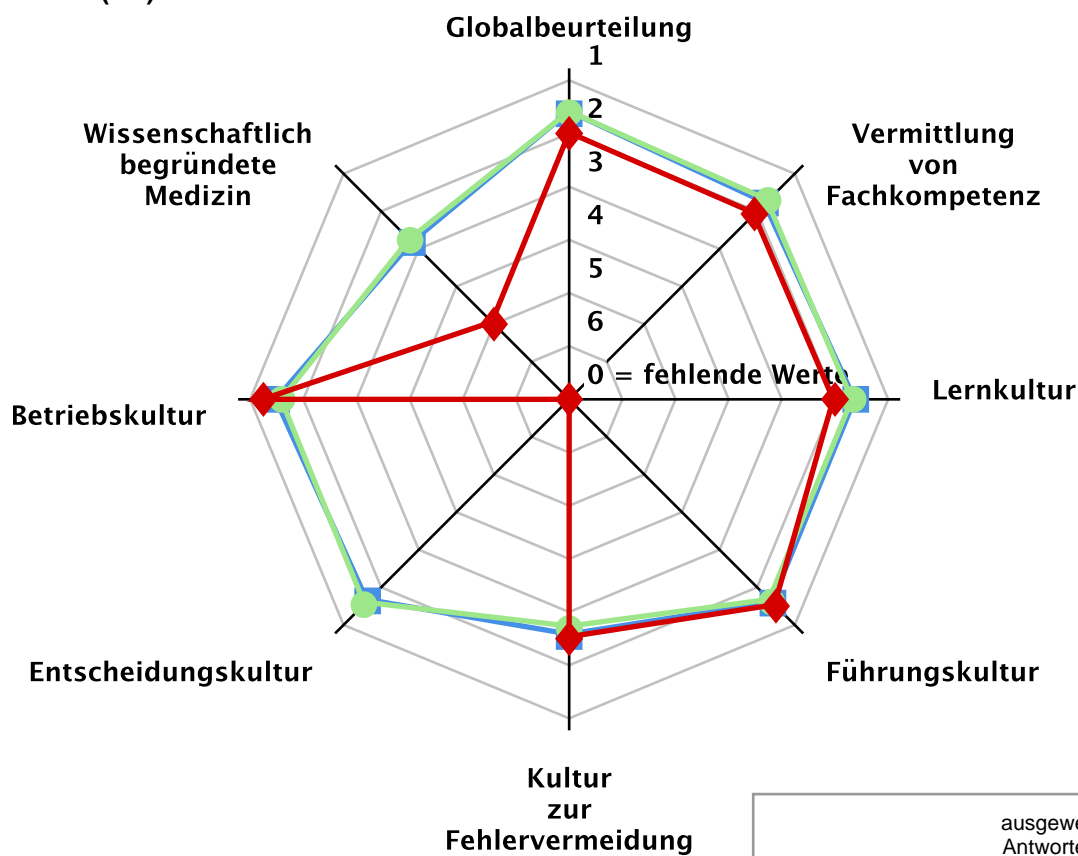 Globalbeurteilung
1
2
3
4
5
6
0 = fehlende Werte
Vermittlung
von
Fachkompetenz
Lernkultur
Führungskultur
Kultur
zur
Fehlervermeidung
Entscheidungskultur
Betriebskultur
Wissenschaftlich
begründete
Medizin